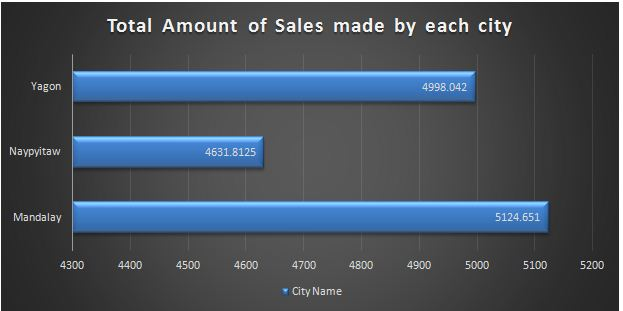 Total Amount of Sales made by each city
Yagon
4998.042
Naypyitaw
4631.8125
Mandalay
5124.651
4300 4400 4500 4600 4700 4800 4900 5000 5100 5200
City Name